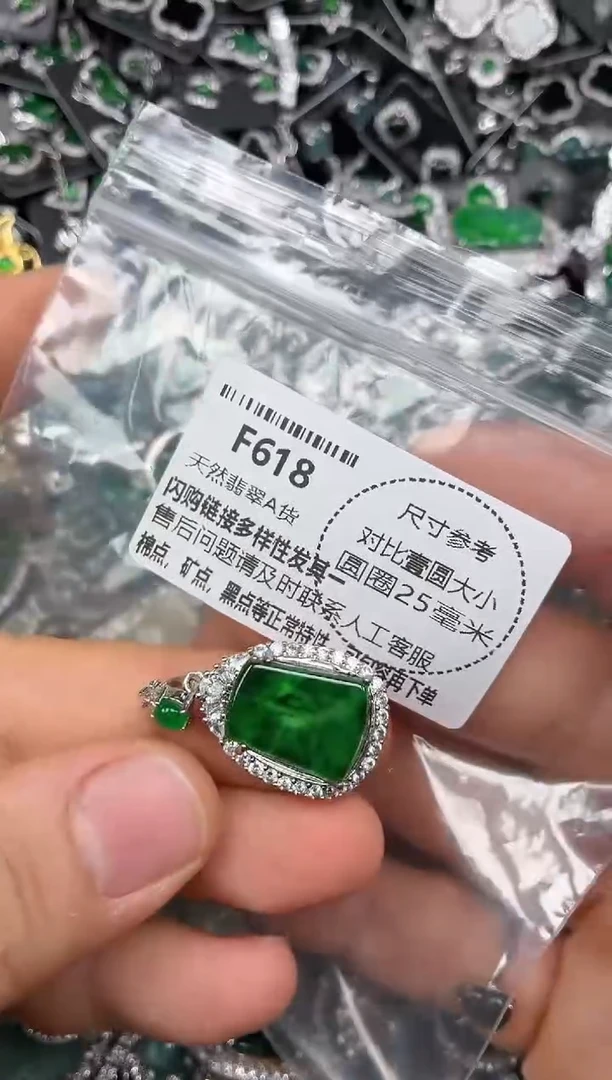 F618
天然翡翠A货
闪购链接多样性发其一
售后问题请及时联系人工客服
棉点,矿点,黑点等正常特性
再下单
尺寸参考
对比壹圆大小
圆圈25毫米